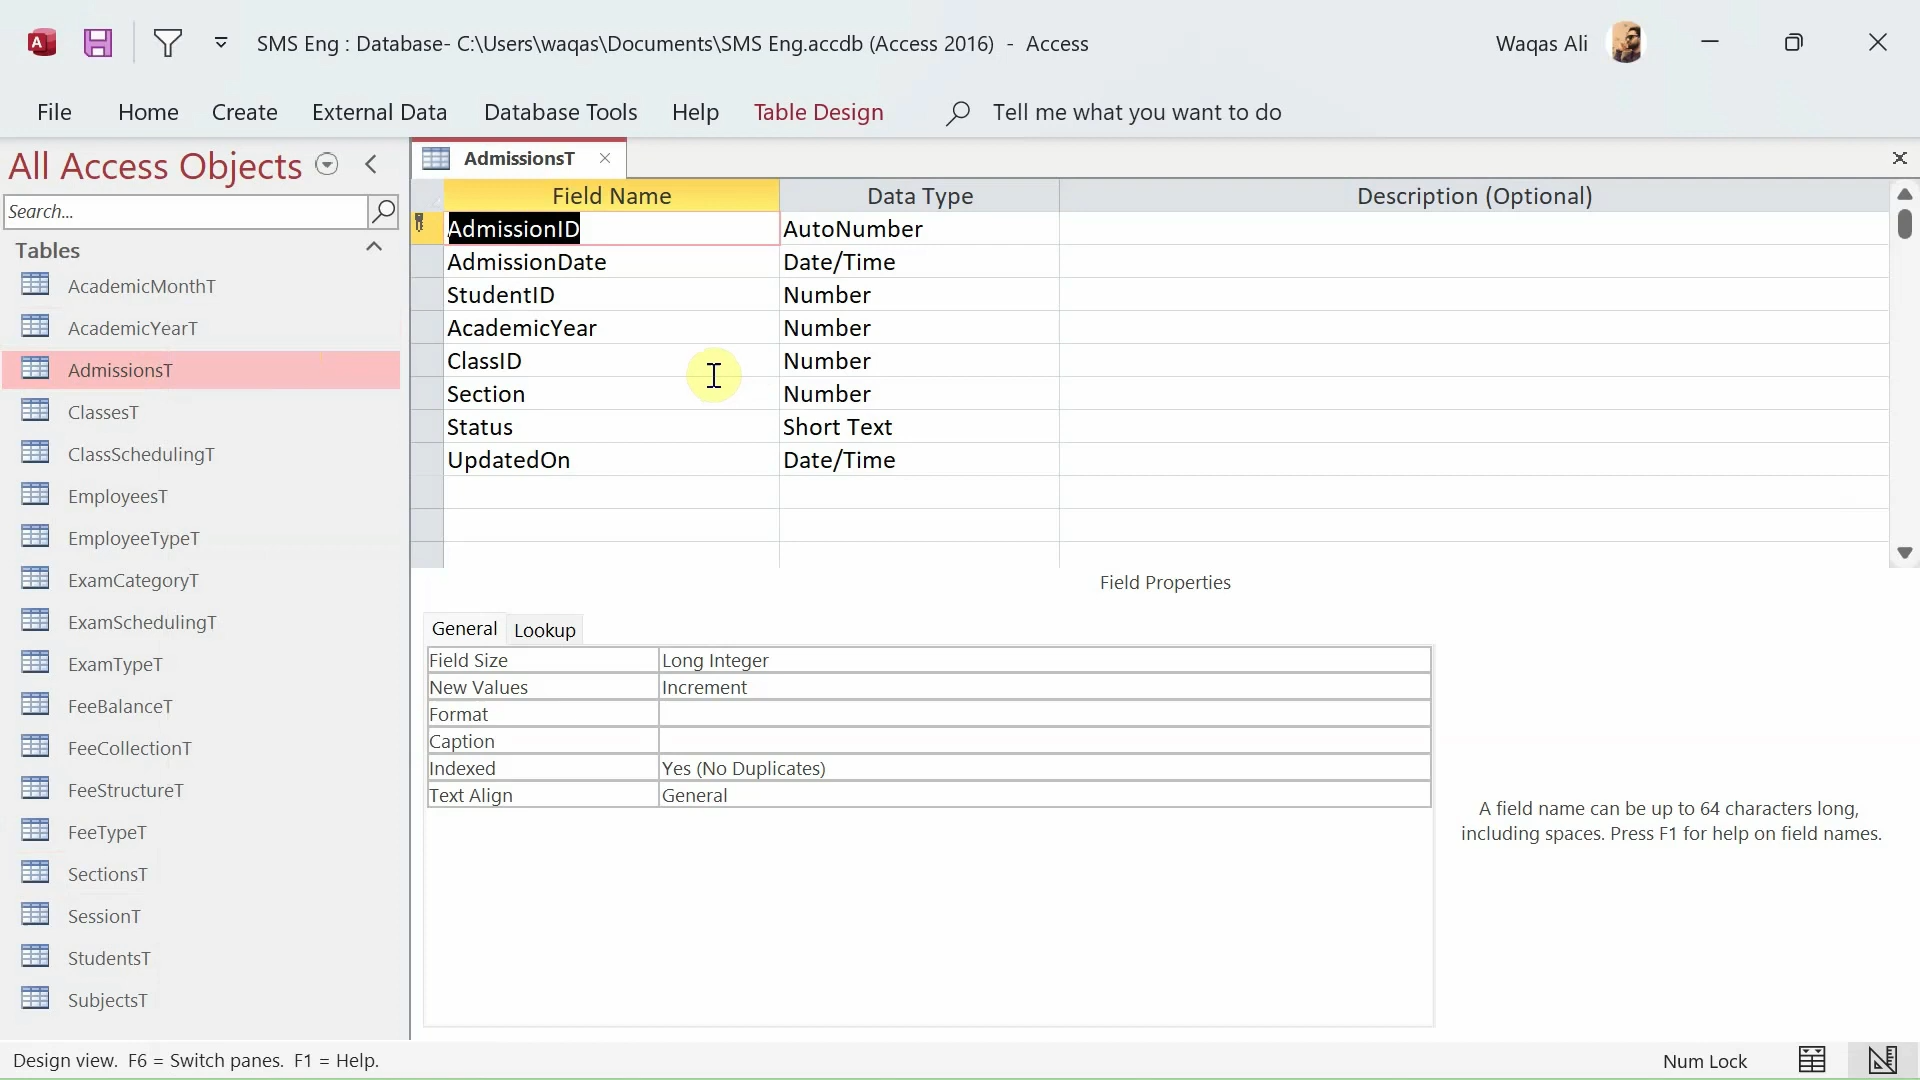 SMS Eng : Database- C:\Users\waqas\Documents\SMS Eng.accdb (Access 2016) - Access
Waqas Ali
File Home Create External Data Database Tools Help Table Design Tell me what you want to do
All Access Objects
Search...
Tables
AcademicMonthT
AcademicYearT
AdmissionsT
ClassesT
ClassSchedulingT
EmployeesT
EmployeeTypeT
ExamCategoryT
ExamSchedulingT
ExamTypeT
FeeBalanceT
FeeCollectionT
FeeStructureT
FeeTypeT
SectionsT
SessionT
StudentsT
SubjectsT
AdmissionsT
Field Name Data Type Description (Optional)
AdmissionID AutoNumber
AdmissionDate Date/Time
StudentID Number
AcademicYear Number
ClassID Number
Section Number
Status Short Text
UpdatedOn Date/Time
Field Properties
General Lookup
Field Size Long Integer
New Values Increment
Format
Caption
Indexed Yes (No Duplicates)
Text Align General
A field name can be up to 64 characters long,
including spaces. Press F1 for help on field names.
Design view. F6 = Switch panes. F1 = Help.
Num Lock